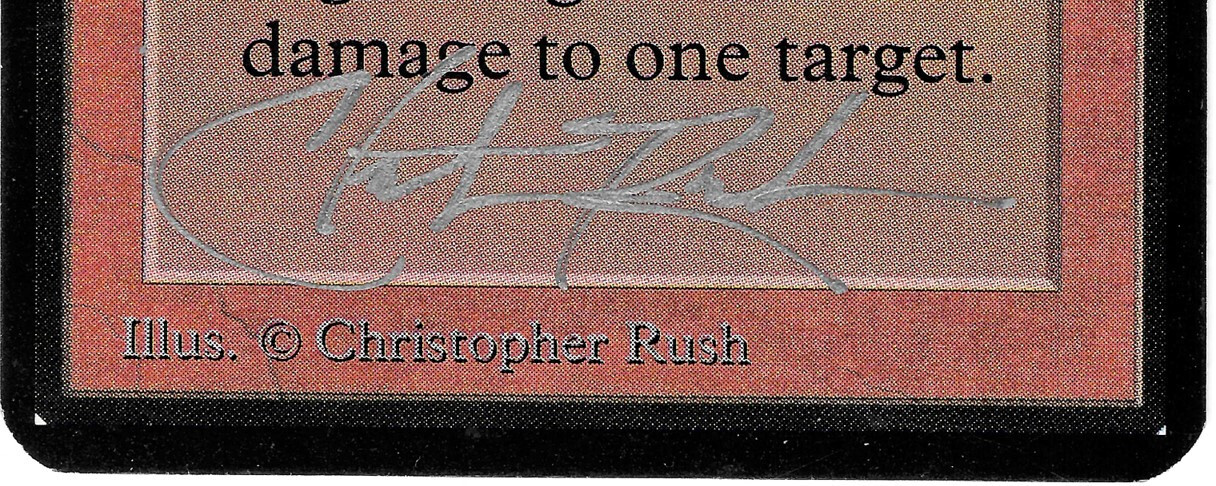 damage to one target.
Illus. © Christopher Rush